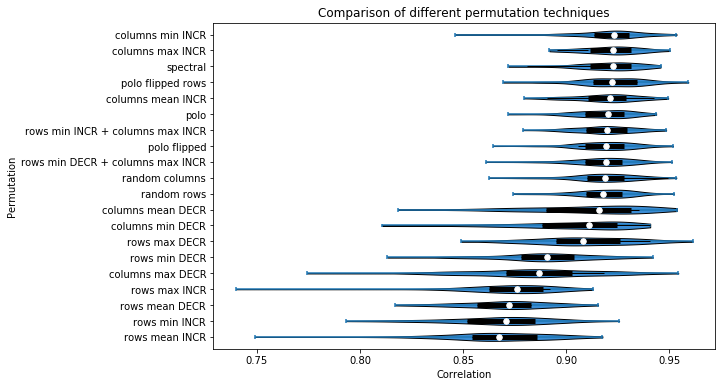 Comparison of different permutation techniques
Permutation
columns min INCR
columns max INCR
spectral
polo flipped rows
columns mean INCR
polo
rows min INCR + columns max INCR
polo flipped
rows min DECR + columns max INCR
random columns
random rows
columns mean DECR
columns min DECR
rows max DECR
rows min DECR
columns max DECR
rows max INCR
rows mean DECR
rows min INCR
rows mean INCR
0.75 0.80 0.85 0.90 0.95
Correlation